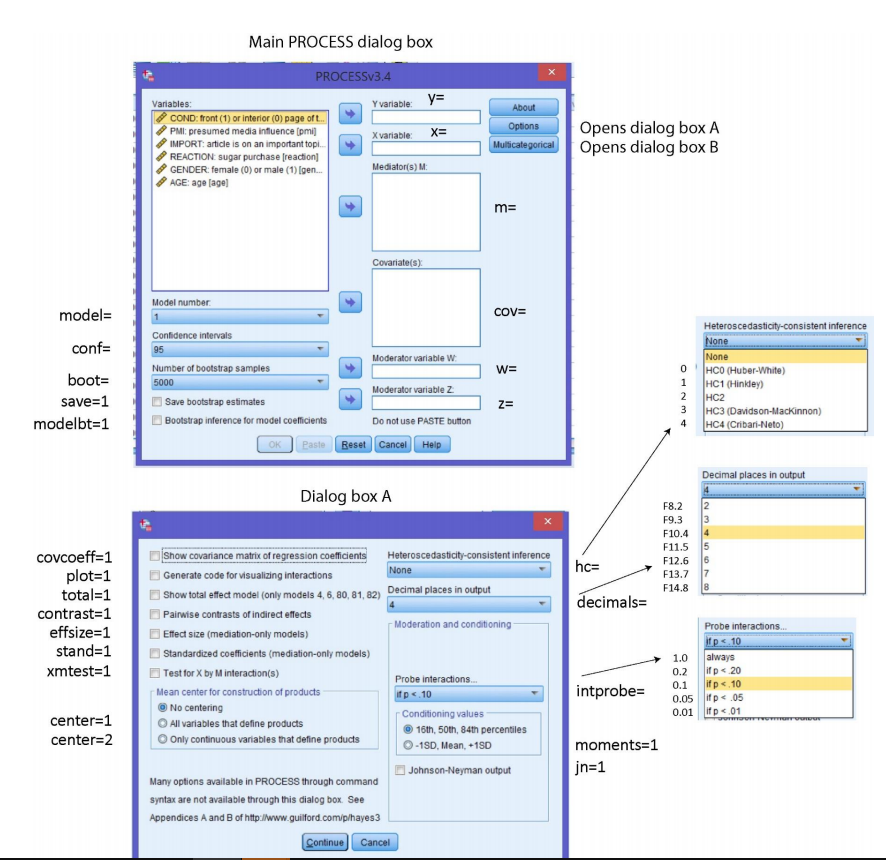 Main PROCESS dialog box
PROCESSv3.4
Variables:
COND: front (1) or interior (0) page of t...
PMI: presumed media influence [pmi]
IMPORT: article is on an important topi...
REACTION: sugar purchase [reaction]
GENDER: female (0) or male (1) [gen...
AGE: age [age]
Y variable:
y=
X variable:
x=
Mediator(s) M:
m=
Covariate(s):
cov=
Moderator variable W:
w=
Moderator variable Z:
z=
Do not use PASTE button
About
Options
Multicategorical
Opens dialog box A
Opens dialog box B
model=
Model number:
1
conf=
Confidence intervals
95
boot=
Number of bootstrap samples
5000
save=1
Save bootstrap estimates
modelbt=1
Bootstrap inference for model coefficients
OK
Paste
Reset
Cancel
Help
Dialog box A
covcoeff=1
Show covariance matrix of regression coefficients
plot=1
Generate code for visualizing interactions
total=1
Show total effect model (only models 4, 6, 80, 81, 82)
contrast=1
Pairwise contrasts of indirect effects
effsize=1
Effect size (mediation-only models)
stand=1
Standardized coefficients (mediation-only models)
xmtest=1
Test for X by M interaction(s)
Mean center for construction of products
No centering
center=1
All variables that define products
center=2
Only continuous variables that define products
Many options available in PROCESS through command
syntax are not available through this dialog box. See
Appendices A and B of http://www.guilford.com/p/hayes3
Heteroscedasticity-consistent inference
None
hc=
Decimal places in output
4
decimals=
Moderation and conditioning
Probe interactions...
if p < .10
intprobe=
Conditioning values
16th, 50th, 84th percentiles
-1SD, Mean, +1SD
moments=1
Johnson-Neyman output
jn=1
Continue
Cancel
Heteroscedasticity-consistent inference
None
None
0 HC0 (Huber-White)
1 HC1 (Hinkley)
2 HC2
3 HC3 (Davidson-MacKinnon)
4 HC4 (Cribari-Neto)
Decimal places in output
4
F8.2 2
F9.3 3
F10.4 4
F11.5 5
F12.6 6
F13.7 7
F14.8 8
Probe interactions...
if p < .10
1.0 always
0.2 if p < .20
0.1 if p < .10
0.05 if p < .05
0.01 if p < .01